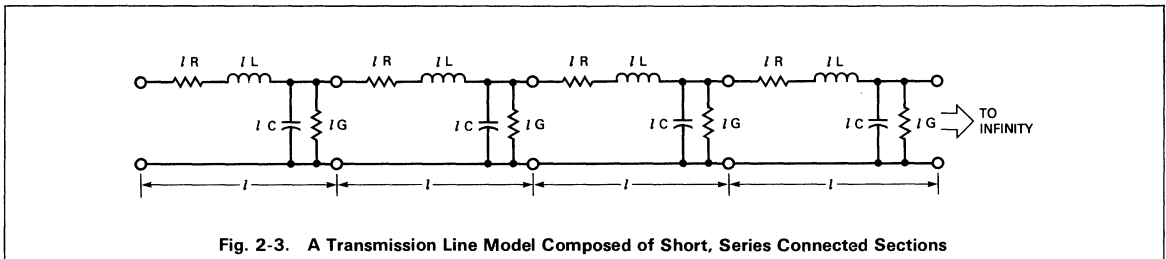 l R l L l R l L l R l L l R l L
l C l G l C l G l C l G l C l G TO
INFINITY
l l l l
Fig. 2-3. A Transmission Line Model Composed of Short, Series Connected Sections